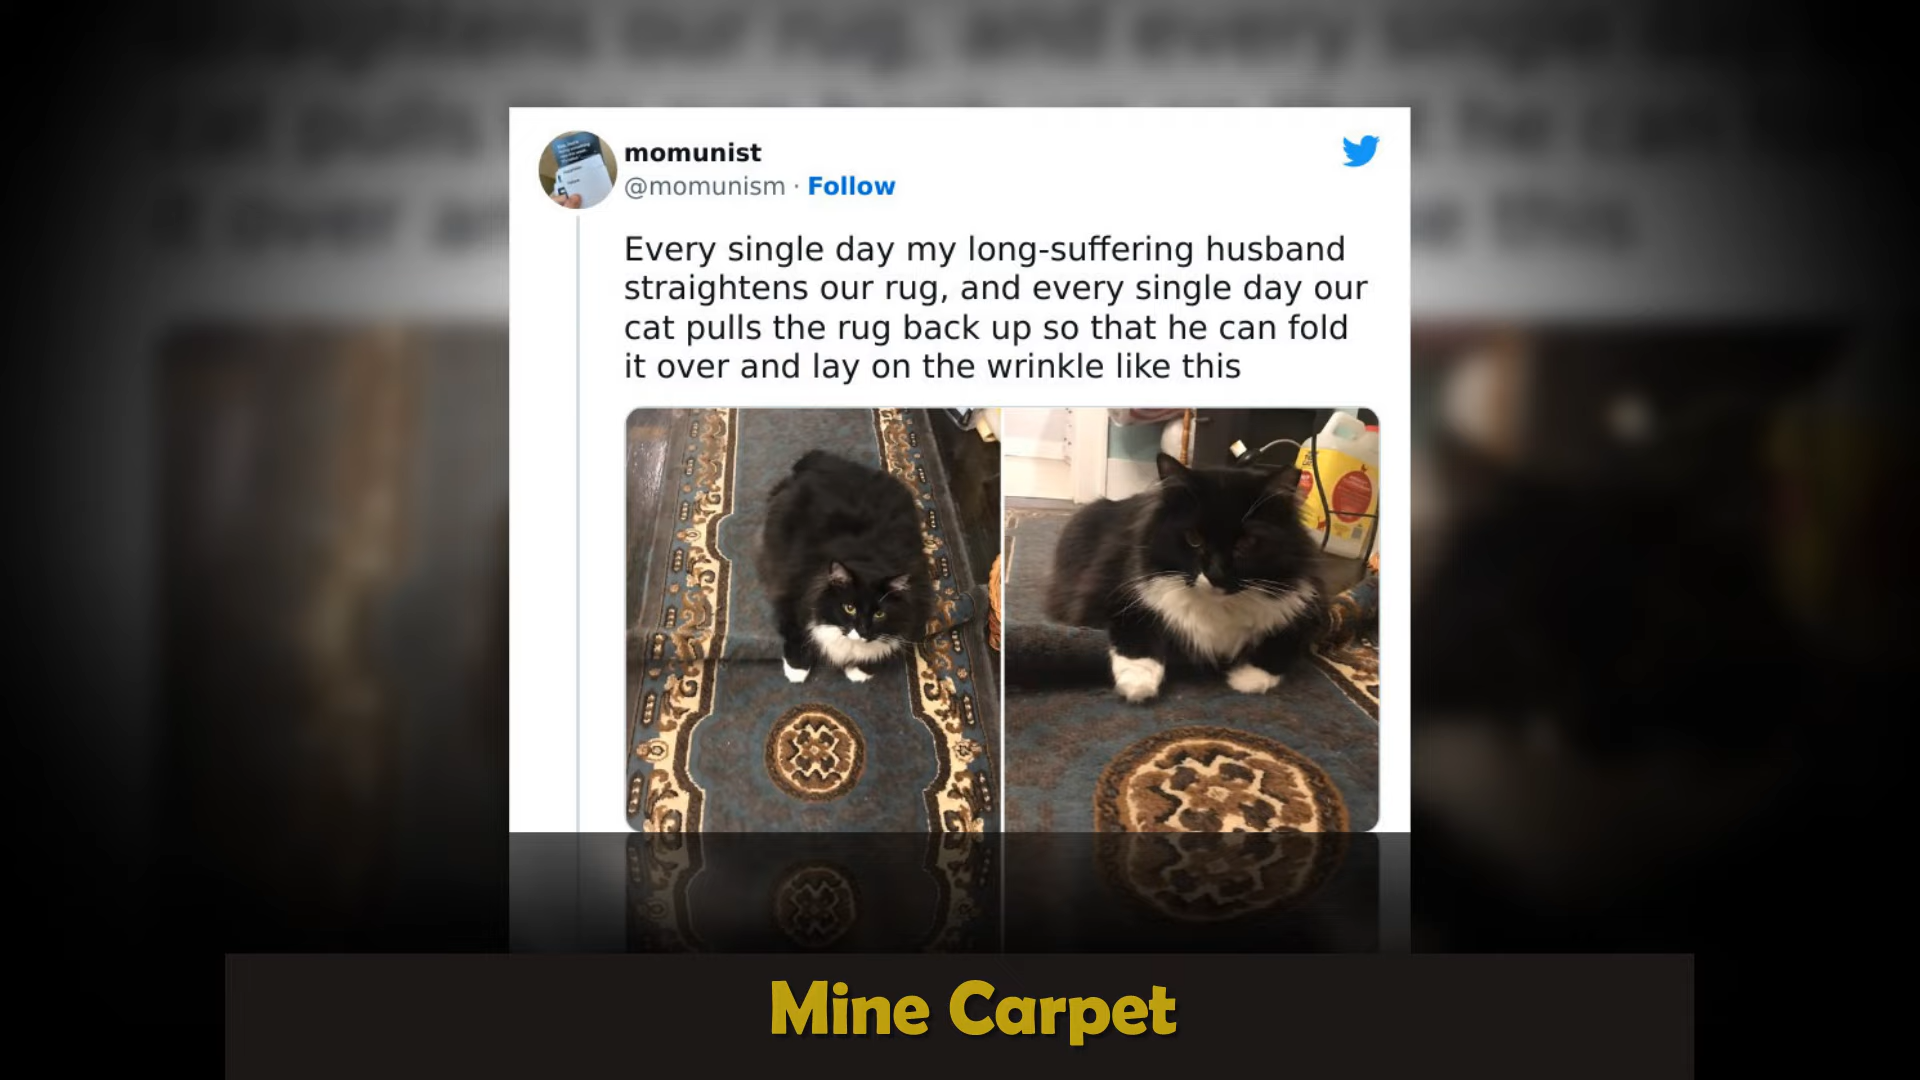 momunist
@momunism · Follow
Every single day my long-suffering husband
straightens our rug, and every single day our
cat pulls the rug back up so that he can fold
it over and lay on the wrinkle like this
Mine Carpet